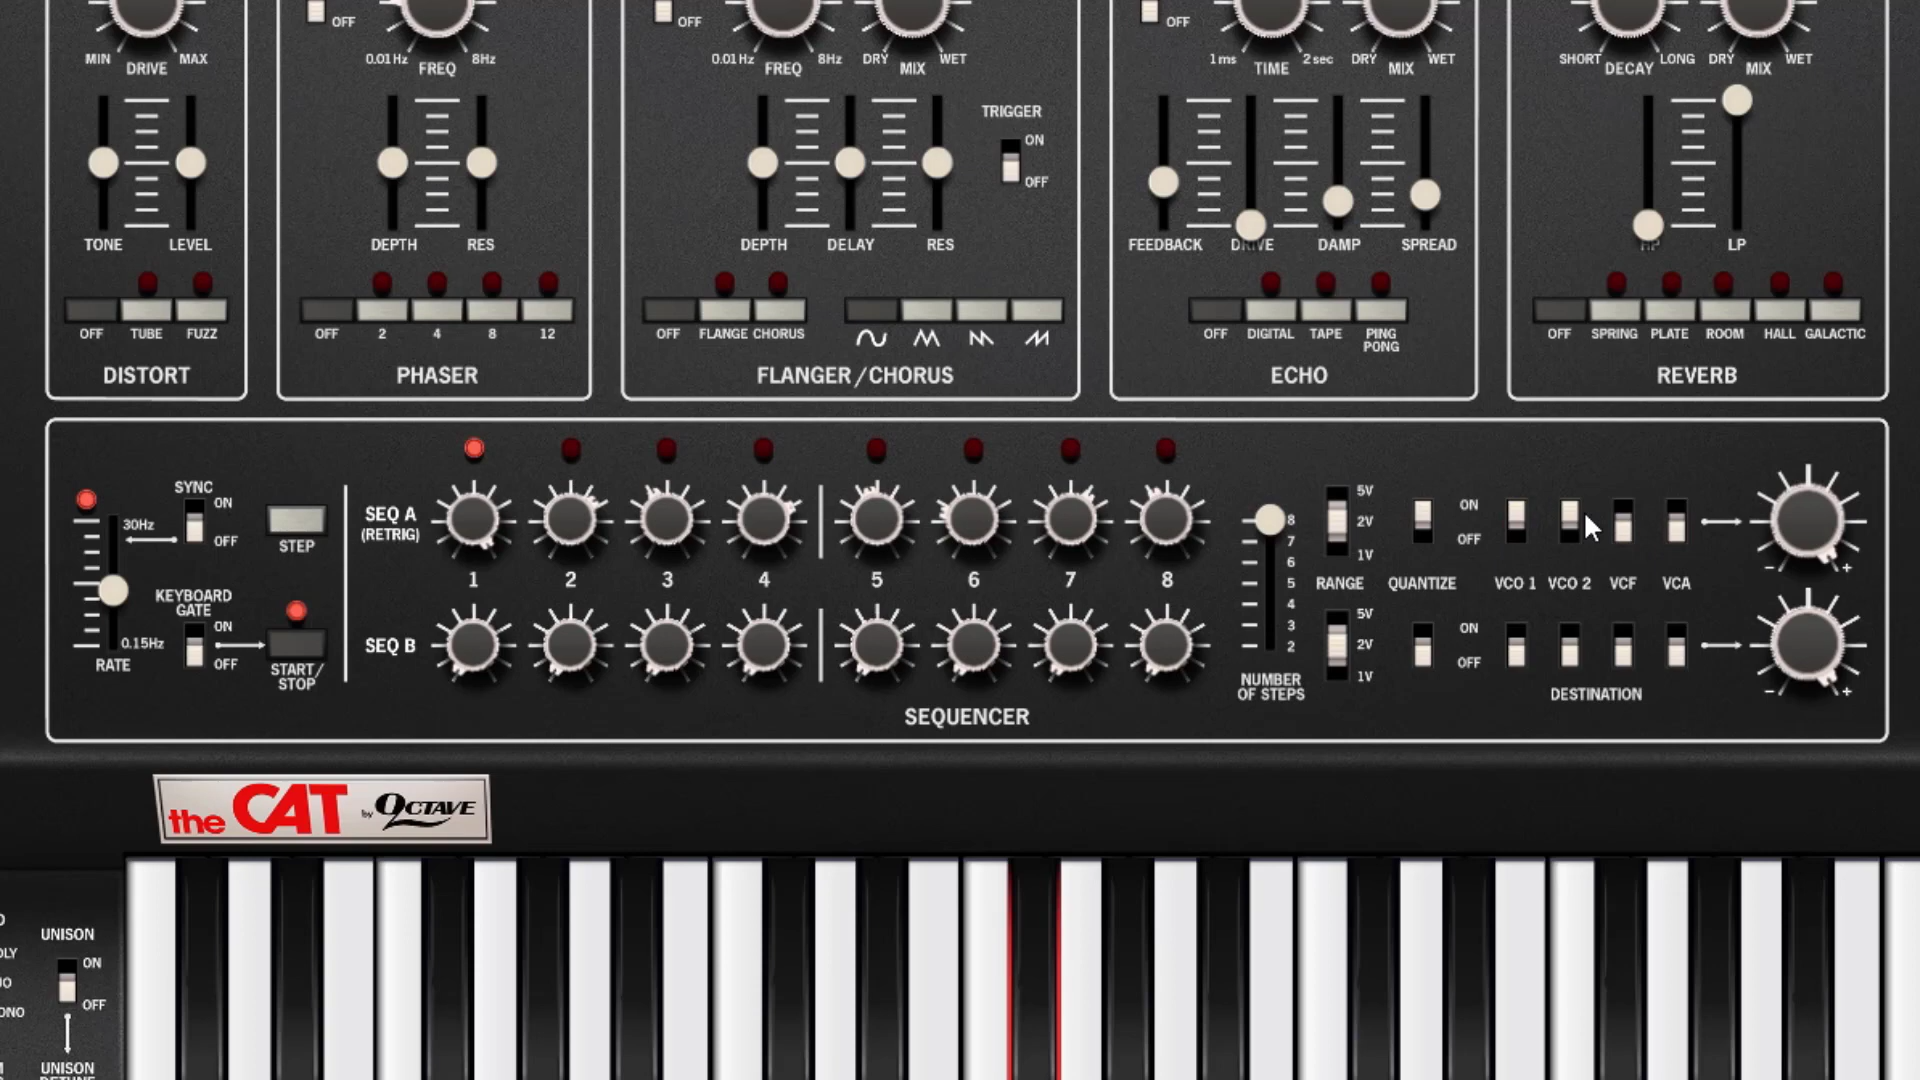 OFF OFF OFF
MIN MAX 0.01Hz 8Hz 0.01Hz 8Hz DRY WET 1ms 2sec DRY WET SHORT LONG DRY WET
DRIVE FREQ FREQ MIX TIME MIX DECAY MIX
TRIGGER
ON
OFF
TONE LEVEL DEPTH RES DEPTH DELAY RES FEEDBACK DRIVE DAMP SPREAD HP LP
OFF TUBE FUZZ OFF 2 4 8 12 OFF FLANGE CHORUS OFF DIGITAL TAPE PING OFF SPRING PLATE ROOM HALL GALACTIC
PONG
DISTORT PHASER FLANGER/CHORUS ECHO REVERB
SYNC
ON
30Hz
OFF
STEP
KEYBOARD
GATE
ON
0.15Hz
OFF
RATE
START/
STOP
SEQ A
(RETRIG)
1 2 3 4 5 6 7 8
SEQ B
8
7
6
5
4
3
2
NUMBER
OF STEPS
5V
2V
1V
RANGE
5V
2V
1V
ON
OFF
QUANTIZE VCO 1 VCO 2 VCF VCA
ON
OFF
DESTINATION
- +
- +
SEQUENCER
the CAT by OCTAVE
UNISON
ON
OFF
UNISON